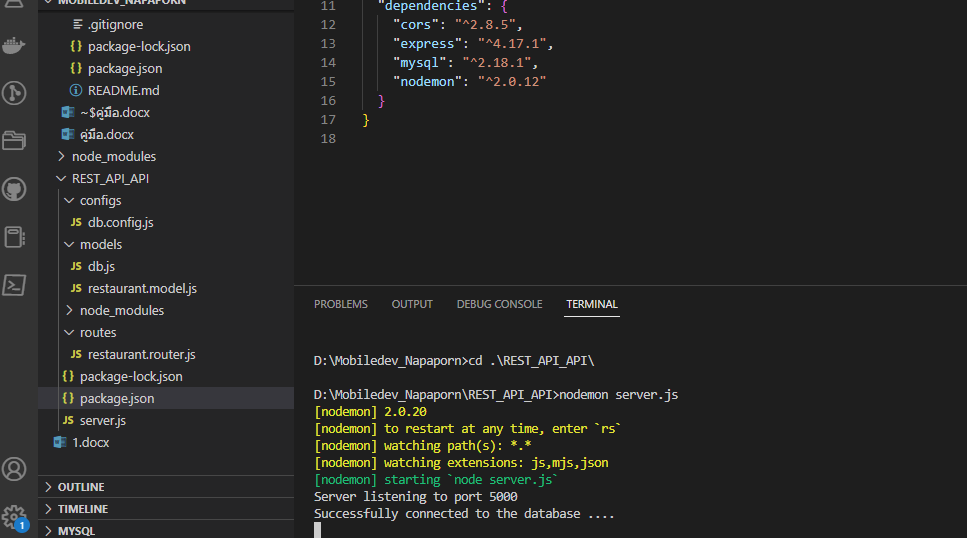 MOBILEDEV_NAPAPORN
.gitignore
package-lock.json
package.json
README.md
~$คู่มือ.docx
คู่มือ.docx
node_modules
REST_API_API
configs
JS db.config.js
models
JS db.js
JS restaurant.model.js
node_modules
routes
JS restaurant.router.js
{} package-lock.json
{} package.json
JS server.js
1.docx
OUTLINE
TIMELINE
MYSQL
1
11 "dependencies": {
12 "cors": "^2.8.5",
13 "express": "^4.17.1",
14 "mysql": "^2.18.1",
15 "nodemon": "^2.0.12"
16 }
17 }
18
PROBLEMS OUTPUT DEBUG CONSOLE TERMINAL
D:\Mobiledev_Napaporn>cd .\REST_API_API\
D:\Mobiledev_Napaporn\REST_API_API>nodemon server.js
[nodemon] 2.0.20
[nodemon] to restart at any time, enter `rs`
[nodemon] watching path(s): *.*
[nodemon] watching extensions: js,mjs,json
[nodemon] starting `node server.js`
Server listening to port 5000
Successfully connected to the database ....